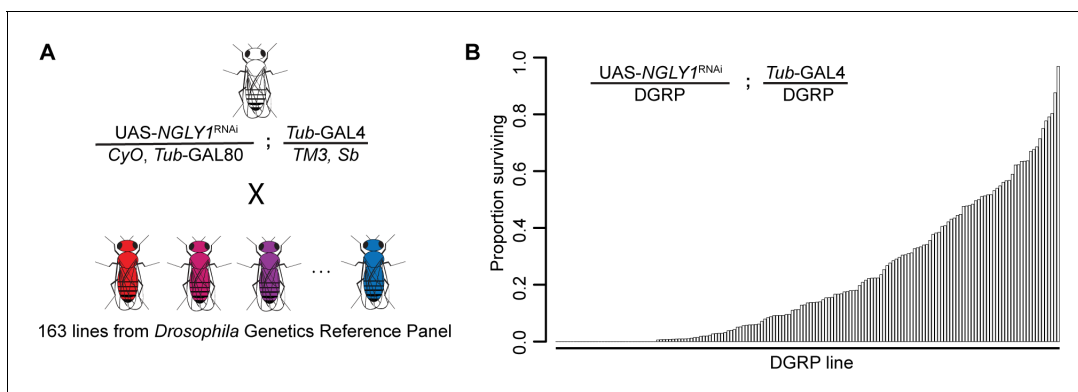 A
UAS-NGLY1RNAi ; Tub-GAL4
CyO, Tub-GAL80 TM3, Sb
X
...
163 lines from Drosophila Genetics Reference Panel
B
UAS-NGLY1RNAi ; Tub-GAL4
DGRP DGRP
Proportion surviving
1.0
0.8
0.6
0.4
0.2
0.0
DGRP line